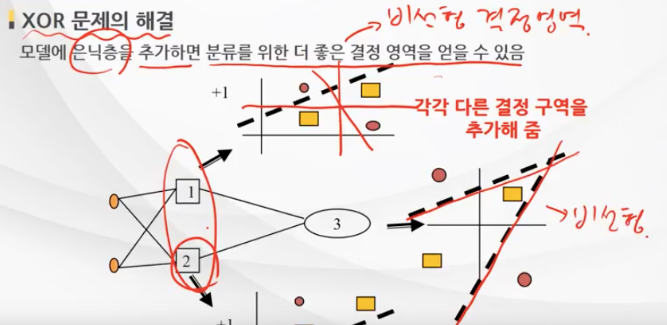 XOR 문제의 해결
비선형 결정영역.
모델에 은닉층을 추가하면 분류를 위한 더 좋은 결정 영역을 얻을 수 있음
+1
각각 다른 결정 구역을
추가해 줌
1
3
비선형.
2
+1